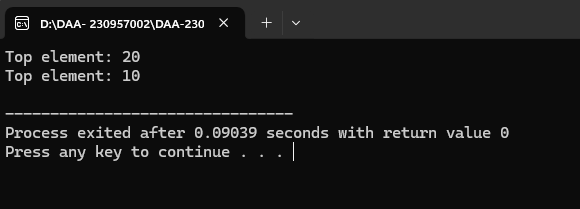 D:\DAA- 230957002\DAA-230
Top element: 20
Top element: 10
--------------------------------
Process exited after 0.09039 seconds with return value 0
Press any key to continue . . .